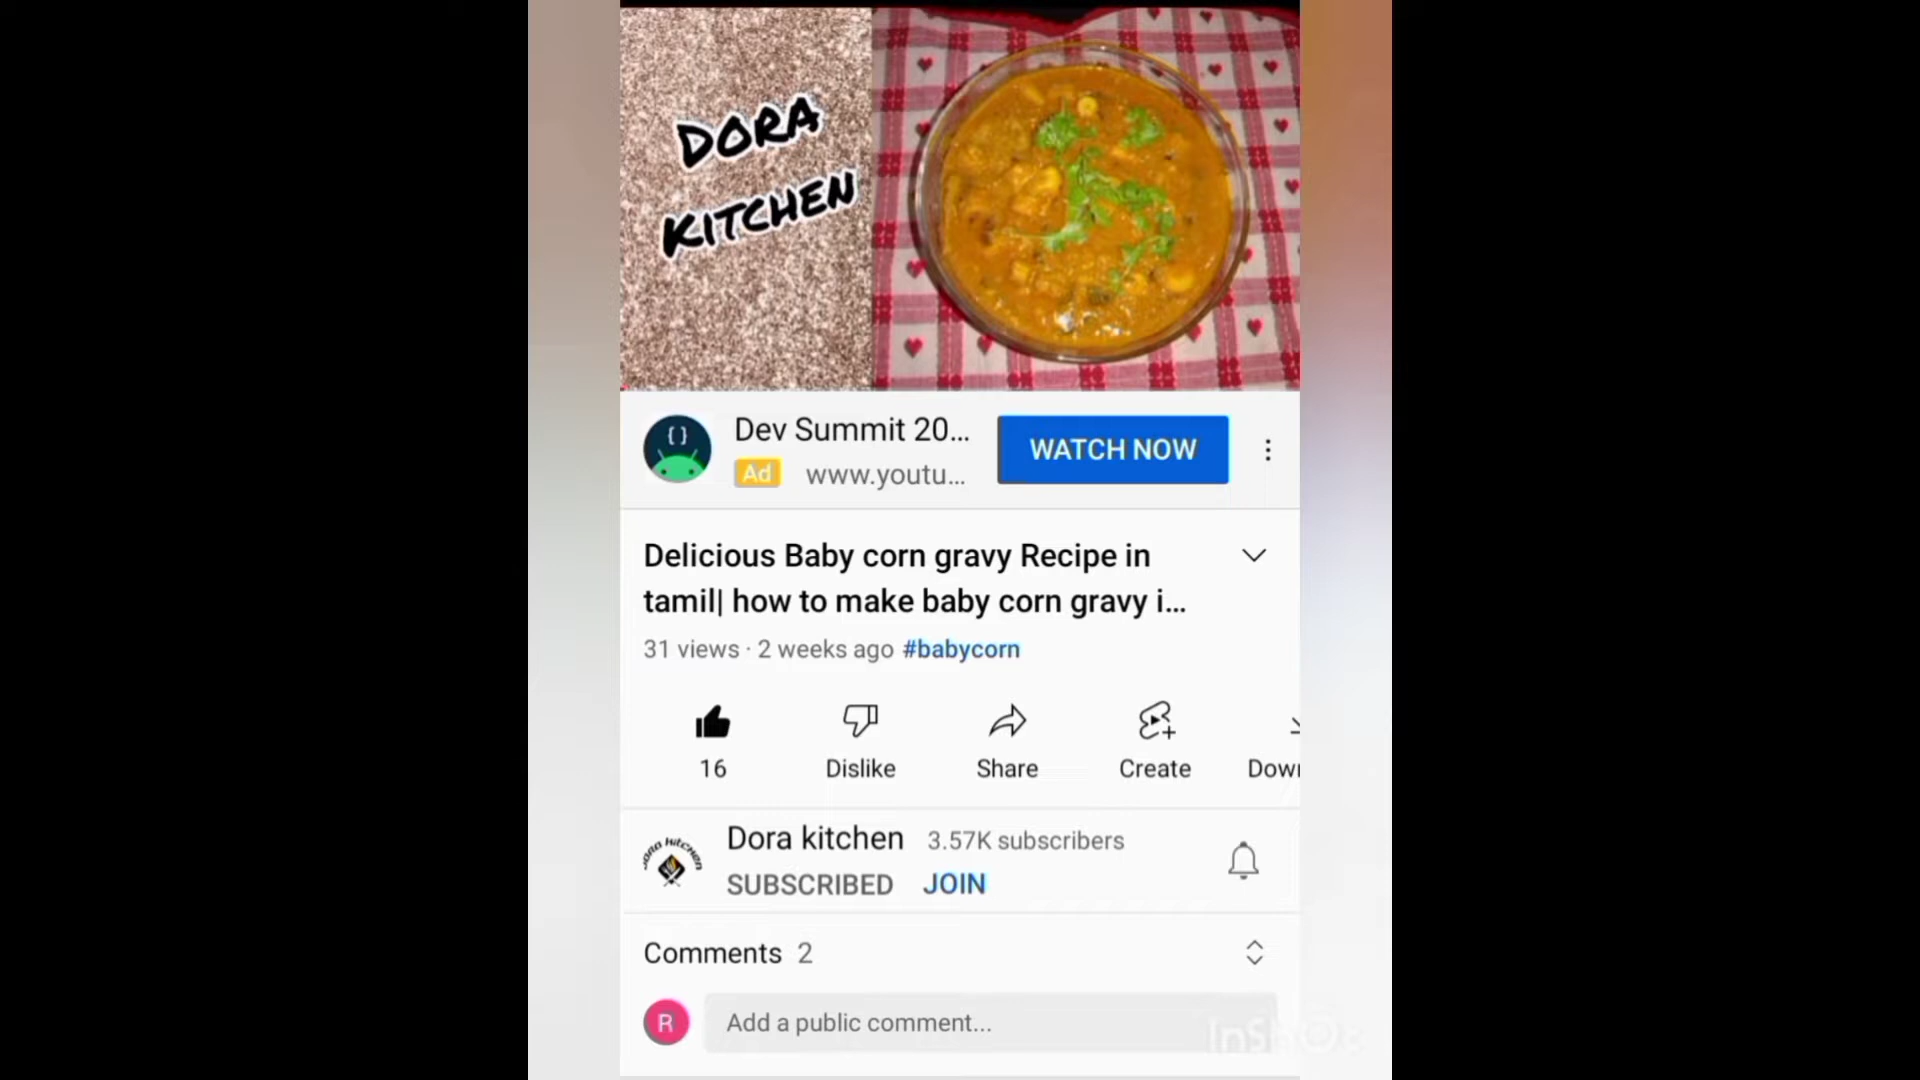 DORA
KITCHEN
Dev Summit 20...
WATCH NOW
Ad www.youtu...
Delicious Baby corn gravy Recipe in
tamil| how to make baby corn gravy i...
31 views · 2 weeks ago #babycorn
16 Dislike Share Create
Dora kitchen 3.57K subscribers
SUBSCRIBED JOIN
Comments 2
R Add a public comment...